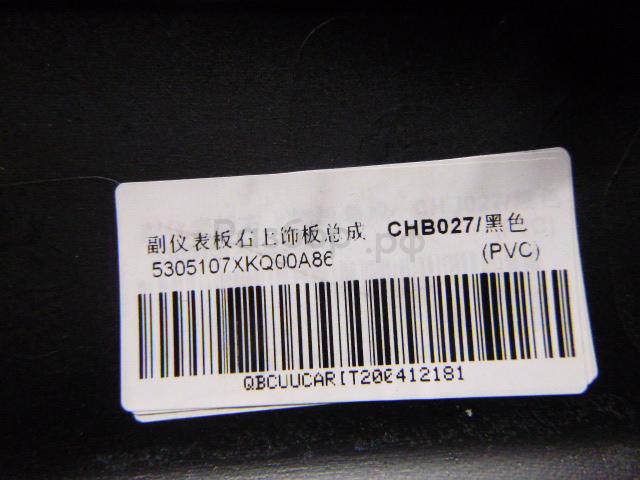 副仪表板右上饰板总成 CHB027/黑色
5305107XKQ00A86 (PVC)
QBCUUCARIT200412181